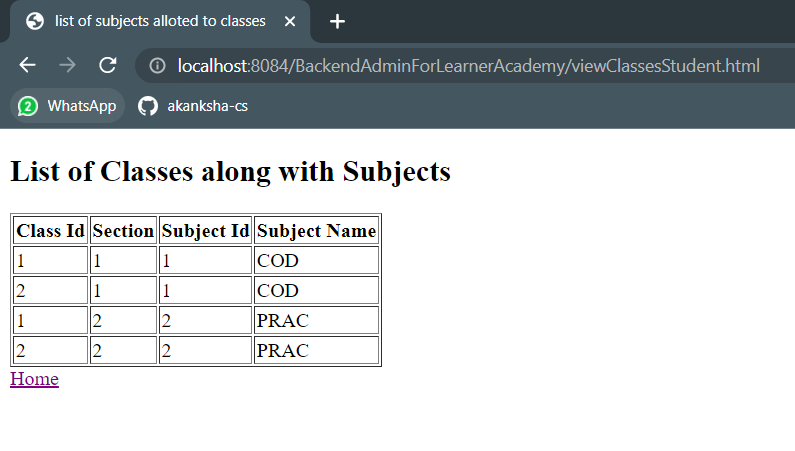 list of subjects alloted to classes
localhost:8084/BackendAdminForLearnerAcademy/viewClassesStudent.html
2 WhatsApp akanksha-cs
List of Classes along with Subjects
Class Id Section Subject Id Subject Name
1 1 1 COD
2 1 1 COD
1 2 2 PRAC
2 2 2 PRAC
Home